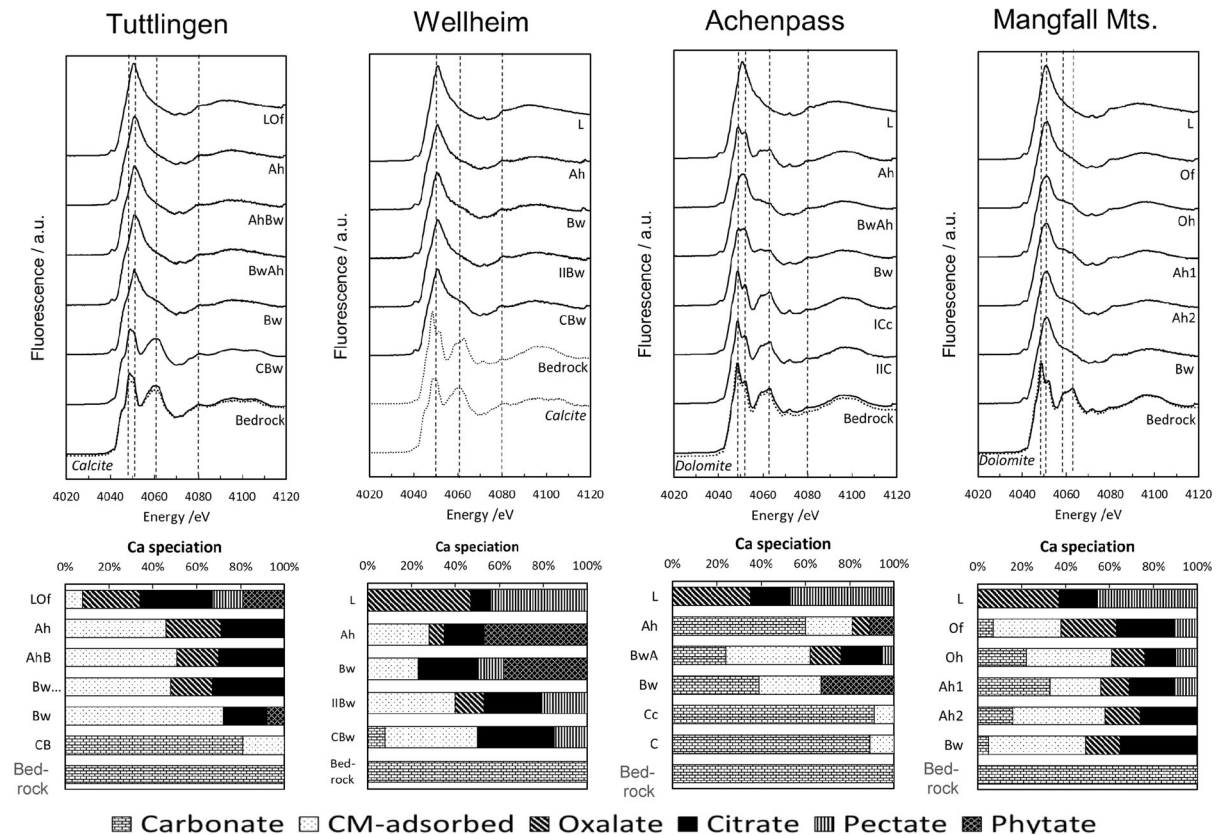 Tuttlingen
Wellheim
Achenpass
Mangfall Mts.
Fluorescence / a.u.
LOf
Ah
AhBw
BwAh
Bw
CBw
Bedrock
Calcite
4020 4040 4060 4080 4100 4120
Energy /eV
Fluorescence / a.u.
L
Ah
Bw
IIBw
CBw
Bedrock
Calcite
4020 4040 4060 4080 4100 4120
Energy /eV
Fluorescence / a.u.
L
Ah
BwAh
Bw
ICc
IIC
Bedrock
Dolomite
4020 4040 4060 4080 4100 4120
Energy /eV
Fluorescence / a.u.
L
Of
Oh
Ah1
Ah2
Bw
Bedrock
Dolomite
4020 4040 4060 4080 4100 4120
Energy /eV
Ca speciation
0% 20% 40% 60% 80% 100%
LOf
Ah
AhB
Bw...
Bw
CB
Bed-
rock
Ca speciation
0% 20% 40% 60% 80% 100%
L
Ah
Bw
IIBw
CBw
Bed-
rock
Ca speciation
0% 20% 40% 60% 80% 100%
L
Ah
BwA
Bw
Cc
C
Bed-
rock
Ca speciation
0% 20% 40% 60% 80% 100%
L
Of
Oh
Ah1
Ah2
Bw
Bed-
rock
Carbonate CM-adsorbed Oxalate Citrate Pectate Phytate